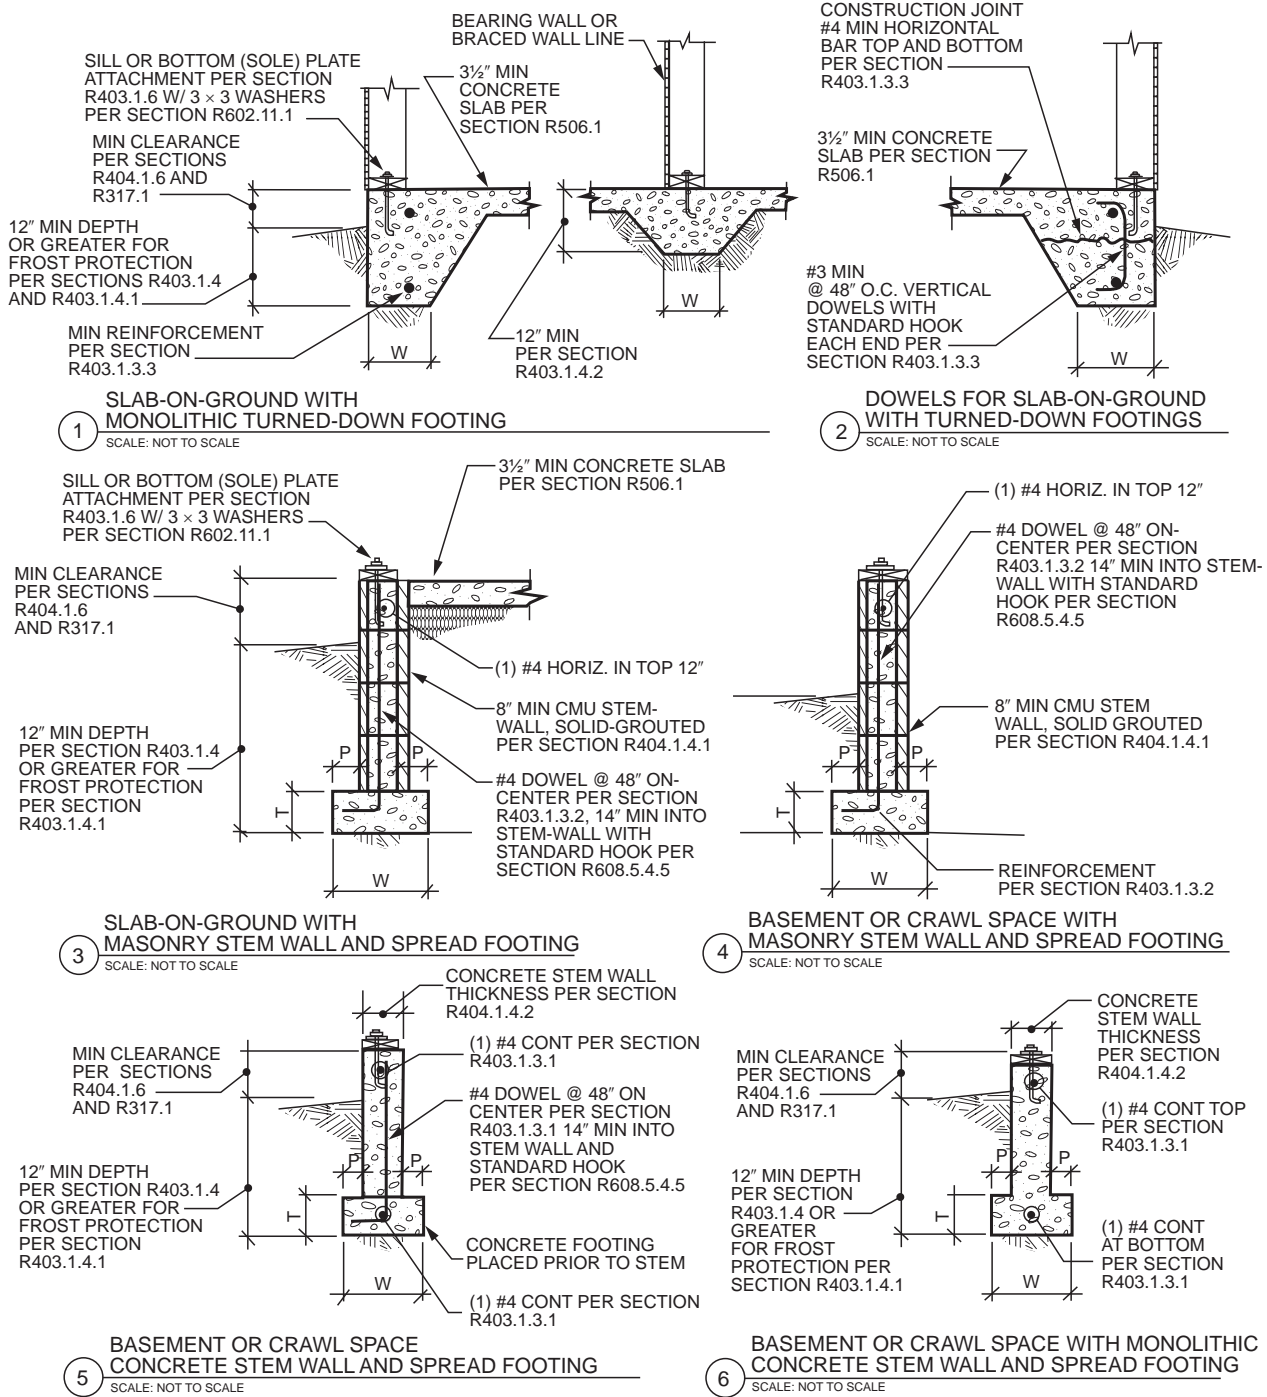 SILL OR BOTTOM (SOLE) PLATE
ATTACHMENT PER SECTION
R403.1.6 W/ 3 × 3 WASHERS
PER SECTION R602.11.1
MIN CLEARANCE
PER SECTIONS
R404.1.6 AND
R317.1
12″ MIN DEPTH
OR GREATER FOR
FROST PROTECTION
PER SECTIONS R403.1.4
AND R403.1.4.1
MIN REINFORCEMENT
PER SECTION
R403.1.3.3
W
BEARING WALL OR
BRACED WALL LINE
3½″ MIN
CONCRETE
SLAB PER
SECTION R506.1
W
12″ MIN
PER SECTION
R403.1.4.2
1
SLAB-ON-GROUND WITH
MONOLITHIC TURNED-DOWN FOOTING
SCALE: NOT TO SCALE
CONSTRUCTION JOINT
#4 MIN HORIZONTAL
BAR TOP AND BOTTOM
PER SECTION
R403.1.3.3
3½″ MIN CONCRETE
SLAB PER SECTION
R506.1
#3 MIN
@ 48″ O.C. VERTICAL
DOWELS WITH
STANDARD HOOK
EACH END PER
SECTION R403.1.3.3
W
2
DOWELS FOR SLAB-ON-GROUND
WITH TURNED-DOWN FOOTINGS
SCALE: NOT TO SCALE
SILL OR BOTTOM (SOLE) PLATE
ATTACHMENT PER SECTION
R403.1.6 W/ 3 × 3 WASHERS
PER SECTION R602.11.1
3½″ MIN CONCRETE SLAB
PER SECTION R506.1
MIN CLEARANCE
PER SECTIONS
R404.1.6
AND R317.1
(1) #4 HORIZ. IN TOP 12″
8″ MIN CMU STEM-
WALL, SOLID-GROUTED
PER SECTION R404.1.4.1
12″ MIN DEPTH
PER SECTION R403.1.4
OR GREATER FOR
FROST PROTECTION
PER SECTION
R403.1.4.1
P
P
T
#4 DOWEL @ 48″ ON-
CENTER PER SECTION
R403.1.3.2, 14″ MIN INTO
STEM-WALL WITH
STANDARD HOOK PER
SECTION R608.5.4.5
W
3
SLAB-ON-GROUND WITH
MASONRY STEM WALL AND SPREAD FOOTING
SCALE: NOT TO SCALE
(1) #4 HORIZ. IN TOP 12″
#4 DOWEL @ 48″ ON-
CENTER PER SECTION
R403.1.3.2 14″ MIN INTO STEM-
WALL WITH STANDARD
HOOK PER SECTION
R608.5.4.5
8″ MIN CMU STEM
WALL, SOLID GROUTED
PER SECTION R404.1.4.1
P
P
T
REINFORCEMENT
PER SECTION R403.1.3.2
W
4
BASEMENT OR CRAWL SPACE WITH
MASONRY STEM WALL AND SPREAD FOOTING
SCALE: NOT TO SCALE
CONCRETE STEM WALL
THICKNESS PER SECTION
R404.1.4.2
MIN CLEARANCE
PER SECTIONS
R404.1.6
AND R317.1
(1) #4 CONT PER SECTION
R403.1.3.1
#4 DOWEL @ 48″ ON
CENTER PER SECTION
R403.1.3.1 14″ MIN INTO
STEM WALL AND
STANDARD HOOK
PER SECTION R608.5.4.5
12″ MIN DEPTH
PER SECTION R403.1.4
OR GREATER FOR
FROST PROTECTION
PER SECTION
R403.1.4.1
P
P
T
CONCRETE FOOTING
PLACED PRIOR TO STEM
W
(1) #4 CONT PER SECTION
R403.1.3.1
5
BASEMENT OR CRAWL SPACE
CONCRETE STEM WALL AND SPREAD FOOTING
SCALE: NOT TO SCALE
CONCRETE
STEM WALL
THICKNESS
PER SECTION
R404.1.4.2
MIN CLEARANCE
PER SECTIONS
R404.1.6
AND R317.1
(1) #4 CONT TOP
PER SECTION
R403.1.3.1
12″ MIN DEPTH
PER SECTION
R403.1.4 OR
GREATER
FOR FROST
PROTECTION PER
SECTION R403.1.4.1
P
P
T
(1) #4 CONT
AT BOTTOM
PER SECTION
R403.1.3.1
W
6
BASEMENT OR CRAWL SPACE WITH MONOLITHIC
CONCRETE STEM WALL AND SPREAD FOOTING
SCALE: NOT TO SCALE